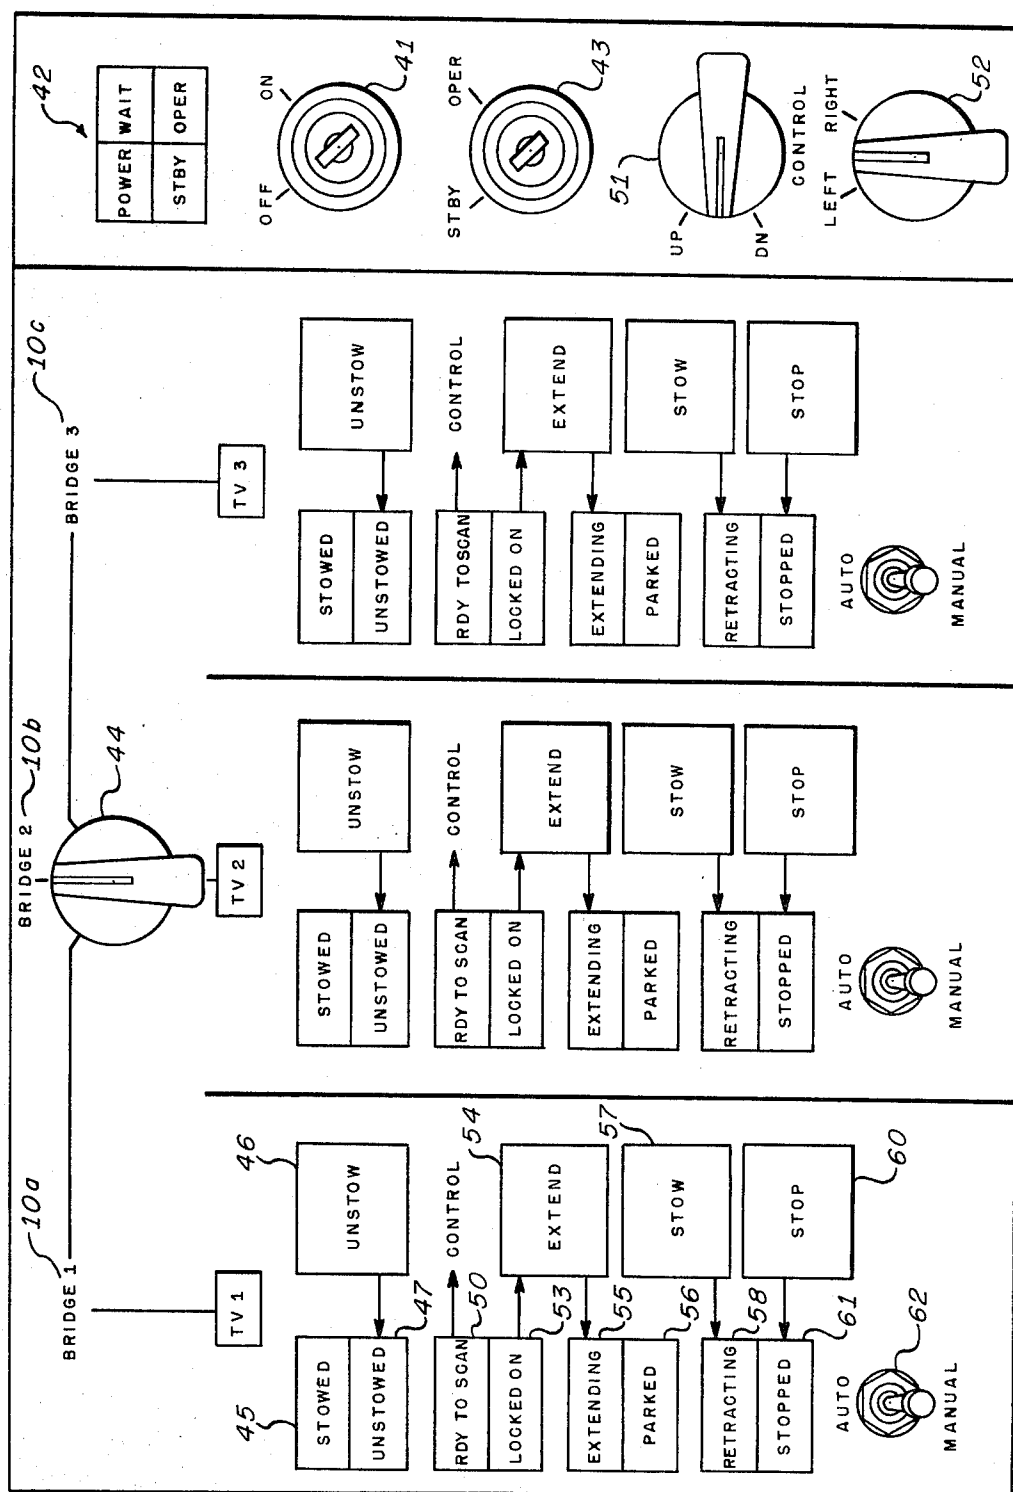 BRIDGE 1 10a
BRIDGE 2 10b
BRIDGE 3 10c
44
TV 1
TV 2
TV 3
45
STOWED
UNSTOWED
47
46
UNSTOW
RDY TO SCAN
50
CONTROL
LOCKED ON
53
54
EXTEND
EXTENDING
55
PARKED
56
57
STOW
RETRACTING
58
STOPPED
61
STOP
60
AUTO
62
MANUAL
STOWED
UNSTOWED
UNSTOW
RDY TO SCAN
CONTROL
LOCKED ON
EXTEND
EXTENDING
PARKED
STOW
RETRACTING
STOPPED
STOP
AUTO
MANUAL
STOWED
UNSTOWED
UNSTOW
RDY TOSCAN
CONTROL
LOCKED ON
EXTEND
EXTENDING
PARKED
STOW
RETRACTING
STOPPED
STOP
AUTO
MANUAL
42
POWER WAIT
STBY OPER
OFF ON
41
STBY OPER
43
51
UP
DN
CONTROL
LEFT RIGHT
52